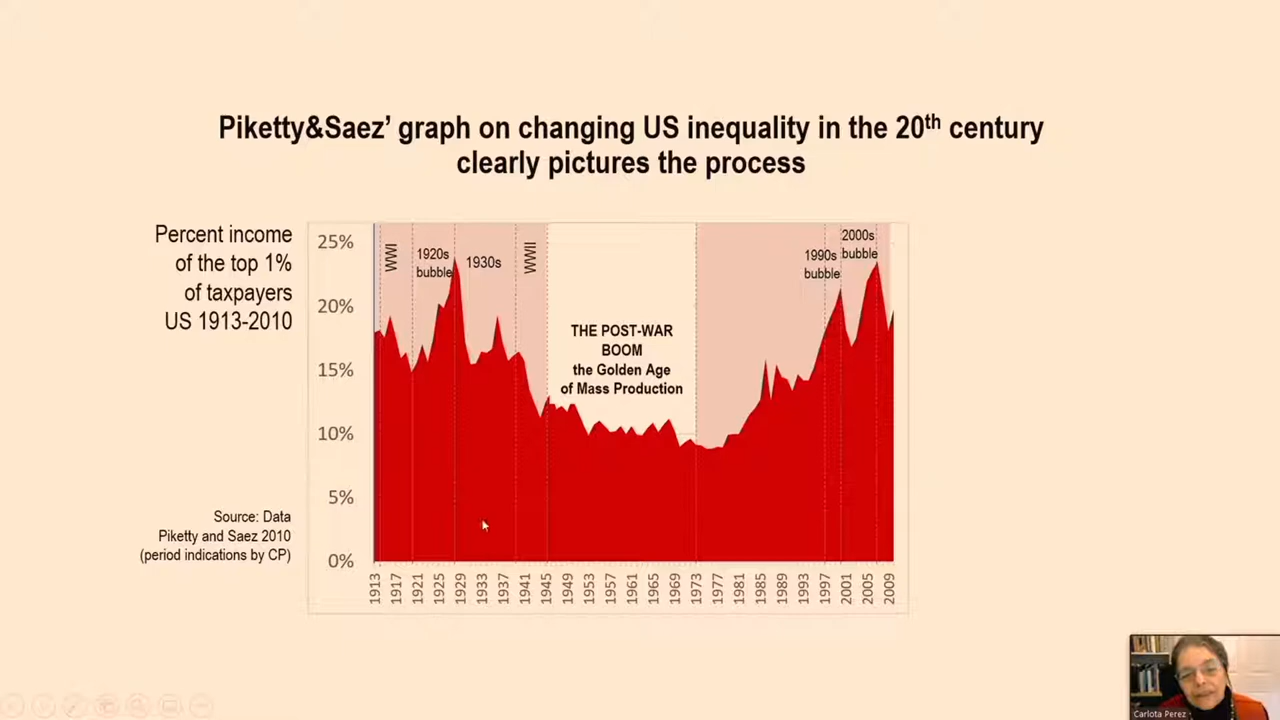 Piketty&Saez’ graph on changing US inequality in the 20th century
clearly pictures the process
Percent income
of the top 1%
of taxpayers
US 1913-2010
25%
20%
15%
10%
5%
0%
WWI
1920s
bubble
1930s
WWII
THE POST-WAR
BOOM
the Golden Age
of Mass Production
1990s
bubble
2000s
bubble
1913 1917 1921 1925 1929 1933 1937 1941 1945 1949 1953 1957 1961 1965 1969 1973 1977 1981 1985 1989 1993 1997 2001 2005 2009
Source: Data
Piketty and Saez 2010
(period indications by CP)
Carlota Perez